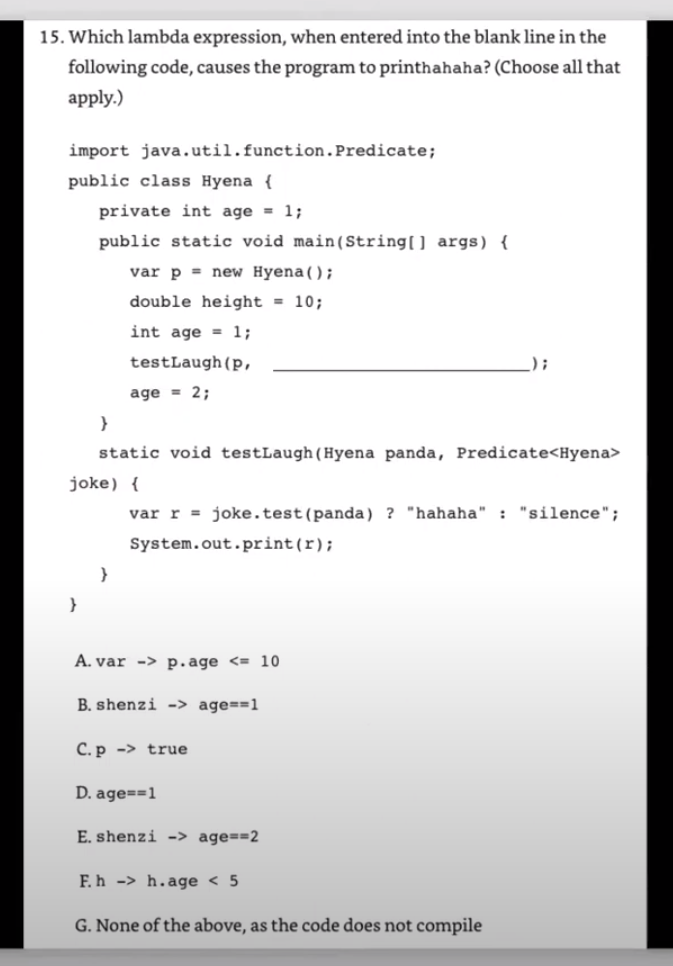 15. Which lambda expression, when entered into the blank line in the
following code, causes the program to printhahaha? (Choose all that
apply.)
import java.util.function.Predicate;
public class Hyena {
private int age = 1;
public static void main(String[] args) {
var p = new Hyena();
double height = 10;
int age = 1;
testLaugh(p, ____________________);
age = 2;
}
static void testLaugh(Hyena panda, Predicate<Hyena>
joke) {
var r = joke.test(panda) ? "hahaha" : "silence";
System.out.print(r);
}
}
A. var -> p.age <= 10
B. shenzi -> age==1
C. p -> true
D. age==1
E. shenzi -> age==2
F. h -> h.age < 5
G. None of the above, as the code does not compile